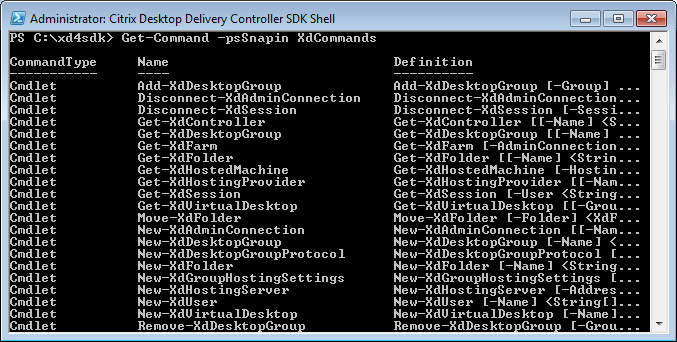 Administrator: Citrix Desktop Delivery Controller SDK Shell
PS C:\xd4sdk> Get-Command -psSnapin XdCommands
CommandType Name Definition
----------- ---- ----------
Cmdlet Add-XdDesktopGroup Add-XdDesktopGroup [-Group] ...
Cmdlet Disconnect-XdAdminConnection Disconnect-XdAdminConnection...
Cmdlet Disconnect-XdSession Disconnect-XdSession [-Sessi...
Cmdlet Get-XdController Get-XdController [[-Name] <S...
Cmdlet Get-XdDesktopGroup Get-XdDesktopGroup [[-Name] ...
Cmdlet Get-XdFarm Get-XdFarm [-AdminConnection...
Cmdlet Get-XdFolder Get-XdFolder [[-Name] <Strin...
Cmdlet Get-XdHostedMachine Get-XdHostedMachine [-Hostin...
Cmdlet Get-XdHostingProvider Get-XdHostingProvider [[-Nam...
Cmdlet Get-XdSession Get-XdSession [-User <String...
Cmdlet Get-XdVirtualDesktop Get-XdVirtualDesktop [[-Grou...
Cmdlet Move-XdFolder Move-XdFolder [-Folder] <XdF...
Cmdlet New-XdAdminConnection New-XdAdminConnection [[-Nam...
Cmdlet New-XdDesktopGroup New-XdDesktopGroup [-Name] <...
Cmdlet New-XdDesktopGroupProtocol New-XdDesktopGroupProtocol [...
Cmdlet New-XdFolder New-XdFolder [-Name] <String...
Cmdlet New-XdGroupHostingSettings New-XdGroupHostingSettings [...
Cmdlet New-XdHostingServer New-XdHostingServer [-Addres...
Cmdlet New-XdUser New-XdUser [-Name] <String[]...
Cmdlet New-XdVirtualDesktop New-XdVirtualDesktop [-Name]...
Cmdlet Remove-XdDesktopGroup Remove-XdDesktopGroup [-Grou...